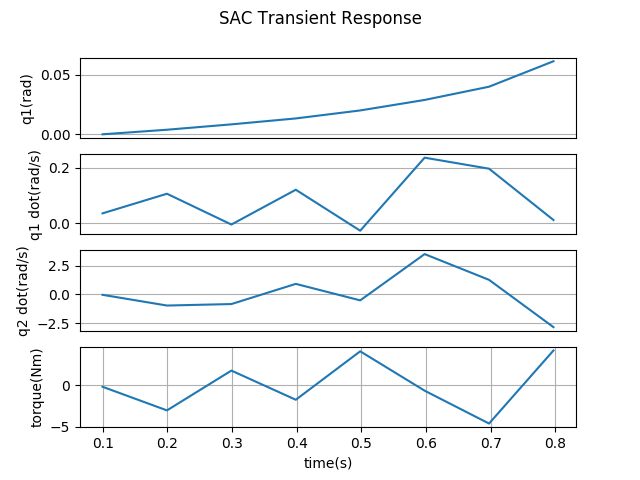 SAC Transient Response
q1(rad)
0.05
0.00
q1 dot(rad/s)
0.2
0.0
q2 dot(rad/s)
2.5
0.0
−2.5
torque(Nm)
0
−5
0.1 0.2 0.3 0.4 0.5 0.6 0.7 0.8
time(s)